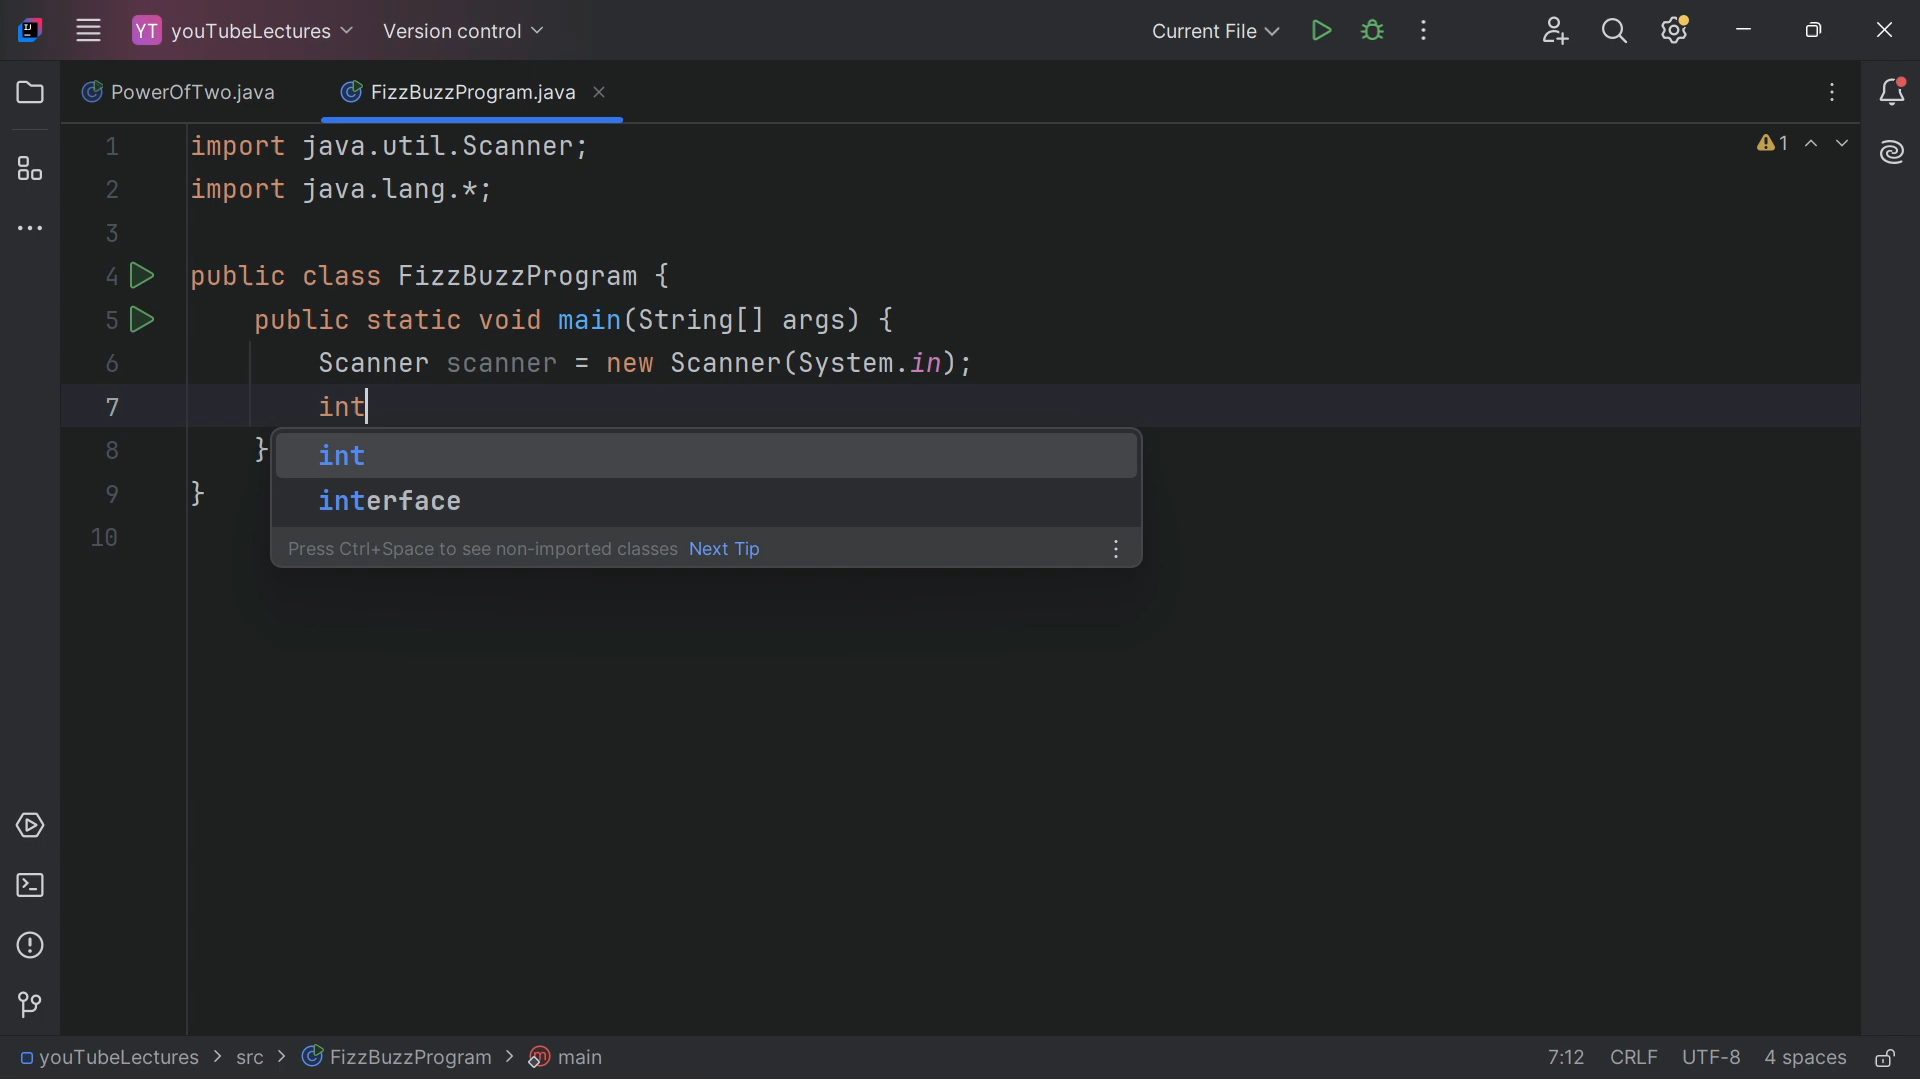 YT youTubeLectures Version control Current File
PowerOfTwo.java FizzBuzzProgram.java
1 import java.util.Scanner; 1
2 import java.lang.*;
3
4 public class FizzBuzzProgram {
5 public static void main(String[] args) {
6 Scanner scanner = new Scanner(System.in);
7 int
8 }
int
interface
9 }
Press Ctrl+Space to see non-imported classes Next Tip
10
youTubeLectures > src > FizzBuzzProgram > main 7:12 CRLF UTF-8 4 spaces